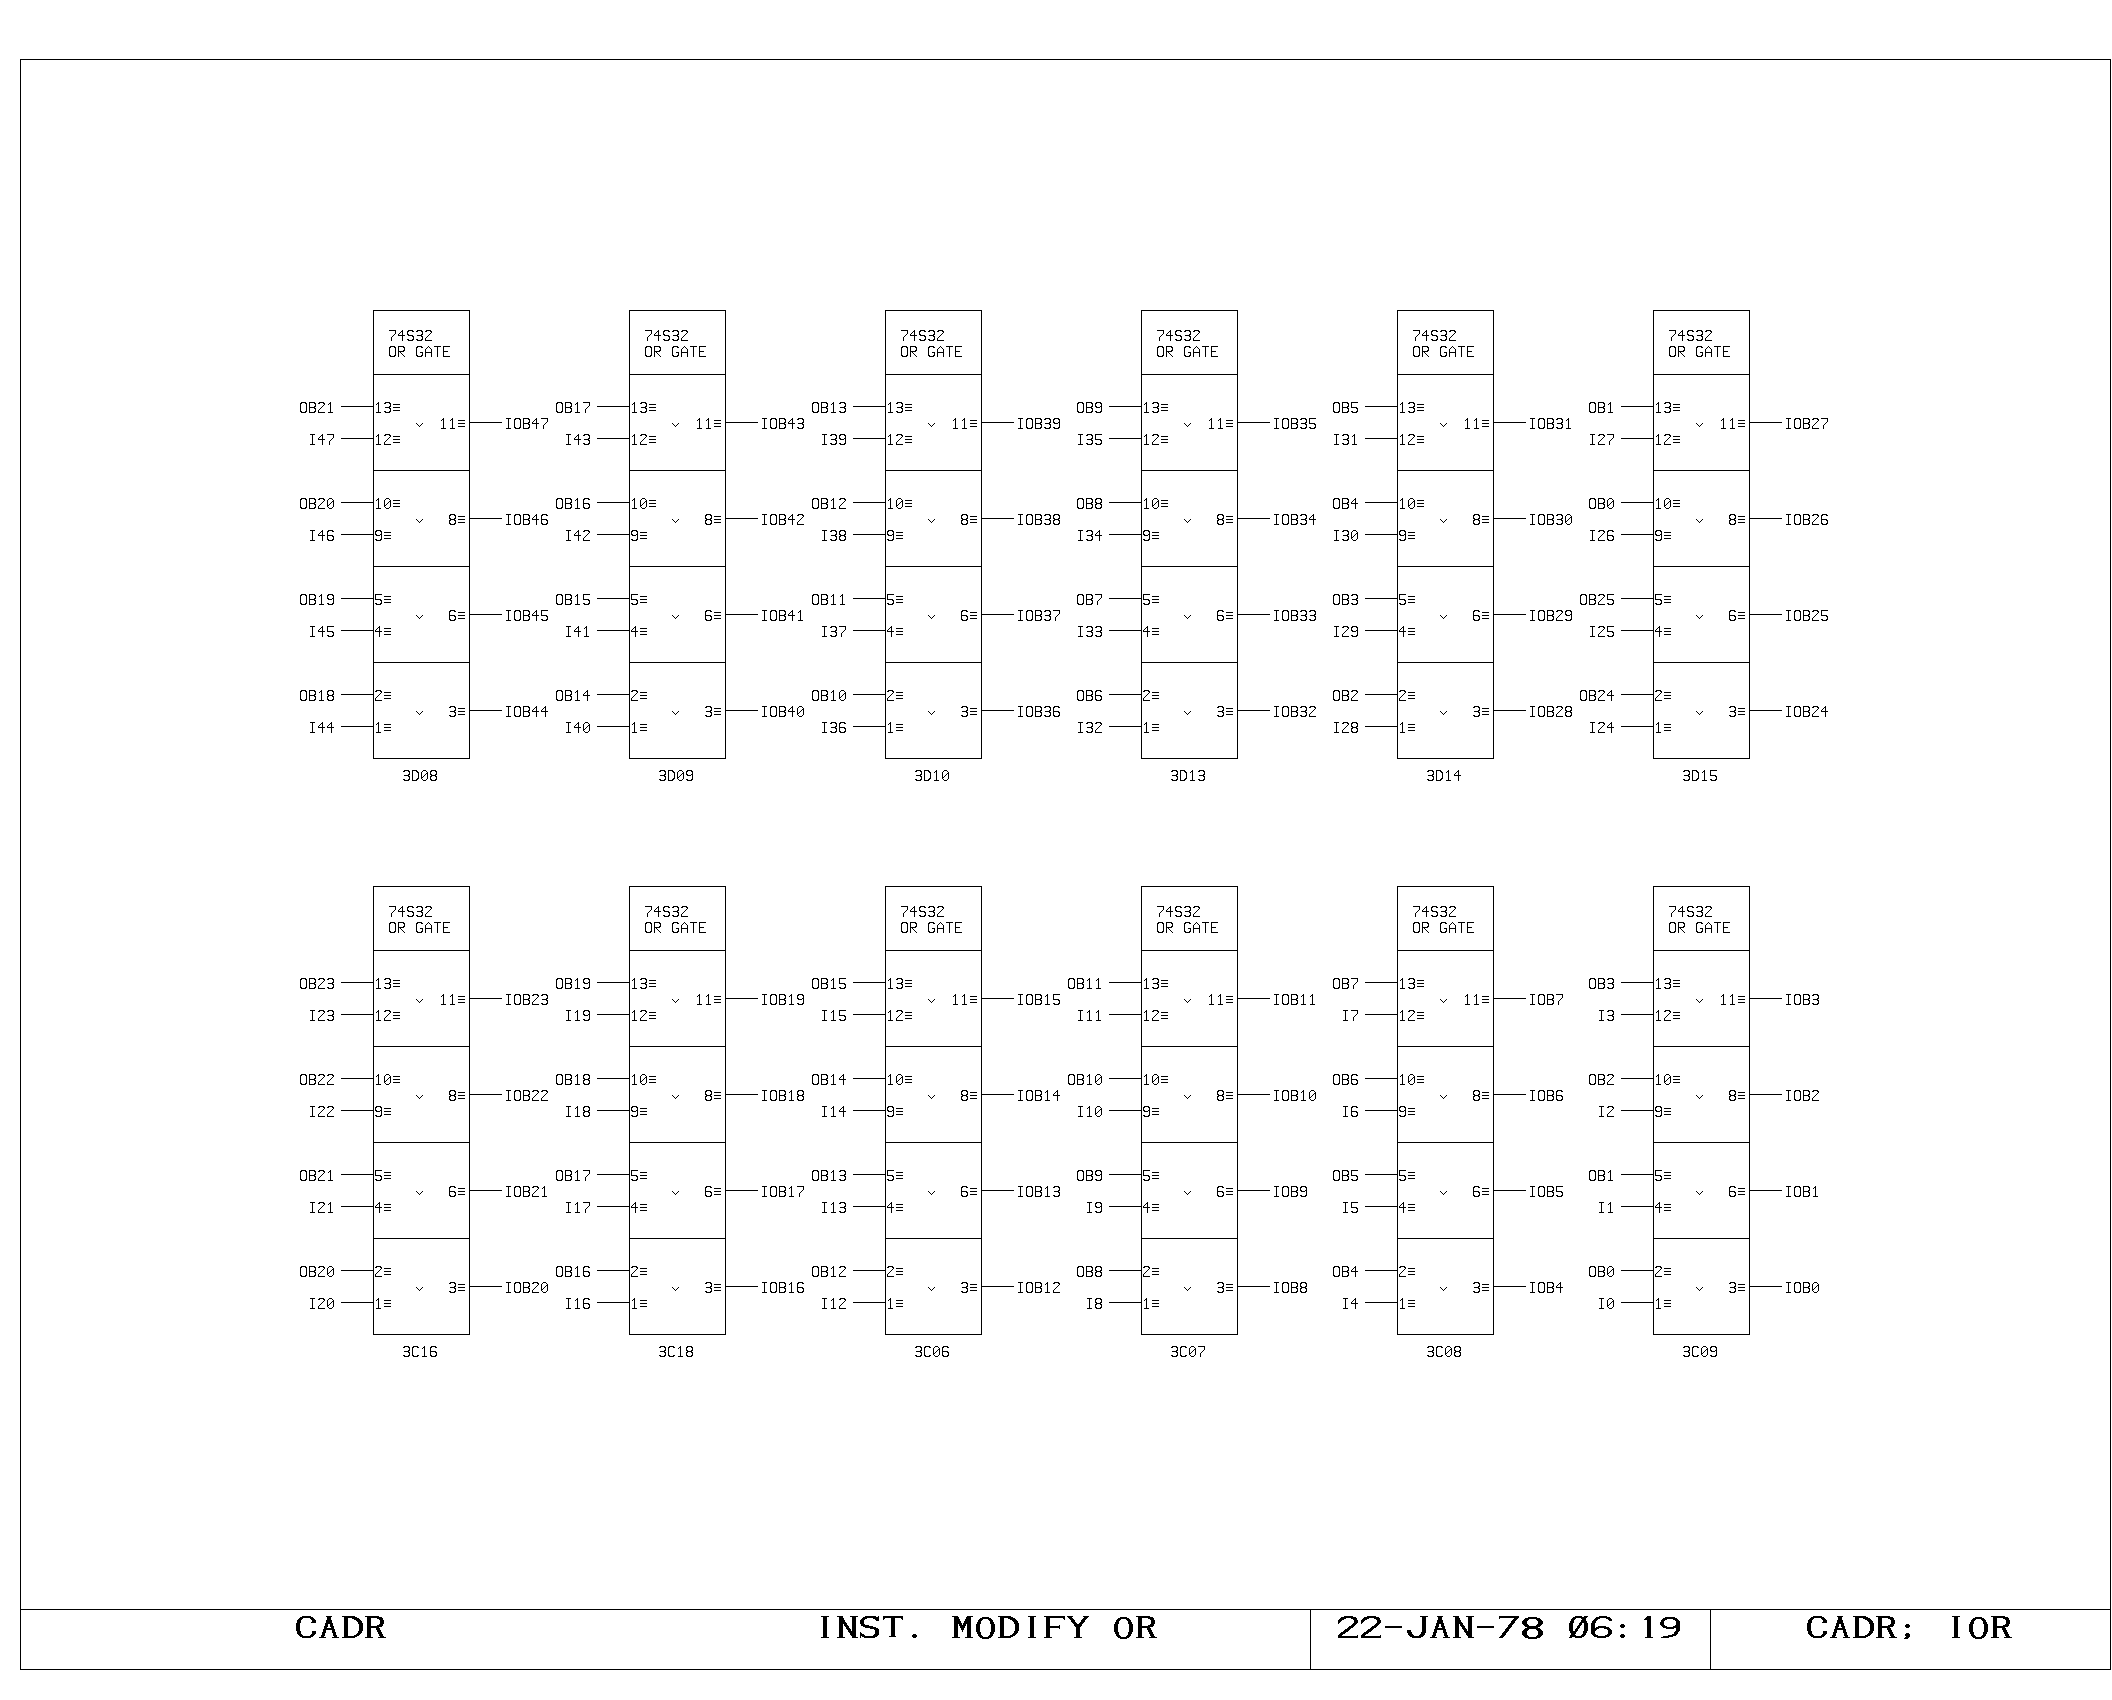 74S32 74S32 74S32 74S32 74S32 74S32
OR GATE OR GATE OR GATE OR GATE OR GATE OR GATE
OB21 13≡ OB17 13≡ OB13 13≡ OB9 13≡ OB5 13≡ OB1 13≡
11≡ IOB47 11≡ IOB43 11≡ IOB39 11≡ IOB35 11≡ IOB31 11≡ IOB27
I47 12≡ I43 12≡ I39 12≡ I35 12≡ I31 12≡ I27 12≡
OB20 10≡ OB16 10≡ OB12 10≡ OB8 10≡ OB4 10≡ OB0 10≡
8≡ IOB46 8≡ IOB42 8≡ IOB38 8≡ IOB34 8≡ IOB30 8≡ IOB26
I46 9≡ I42 9≡ I38 9≡ I34 9≡ I30 9≡ I26 9≡
OB19 5≡ OB15 5≡ OB11 5≡ OB7 5≡ OB3 5≡ OB25 5≡
6≡ IOB45 6≡ IOB41 6≡ IOB37 6≡ IOB33 6≡ IOB29 6≡ IOB25
I45 4≡ I41 4≡ I37 4≡ I33 4≡ I29 4≡ I25 4≡
OB18 2≡ OB14 2≡ OB10 2≡ OB6 2≡ OB2 2≡ OB24 2≡
3≡ IOB44 3≡ IOB40 3≡ IOB36 3≡ IOB32 3≡ IOB28 3≡ IOB24
I44 1≡ I40 1≡ I36 1≡ I32 1≡ I28 1≡ I24 1≡
3D08 3D09 3D10 3D13 3D14 3D15
74S32 74S32 74S32 74S32 74S32 74S32
OR GATE OR GATE OR GATE OR GATE OR GATE OR GATE
OB23 13≡ OB19 13≡ OB15 13≡ OB11 13≡ OB7 13≡ OB3 13≡
11≡ IOB23 11≡ IOB19 11≡ IOB15 11≡ IOB11 11≡ IOB7 11≡ IOB3
I23 12≡ I19 12≡ I15 12≡ I11 12≡ I7 12≡ I3 12≡
OB22 10≡ OB18 10≡ OB14 10≡ OB10 10≡ OB6 10≡ OB2 10≡
8≡ IOB22 8≡ IOB18 8≡ IOB14 8≡ IOB10 8≡ IOB6 8≡ IOB2
I22 9≡ I18 9≡ I14 9≡ I10 9≡ I6 9≡ I2 9≡
OB21 5≡ OB17 5≡ OB13 5≡ OB9 5≡ OB5 5≡ OB1 5≡
6≡ IOB21 6≡ IOB17 6≡ IOB13 6≡ IOB9 6≡ IOB5 6≡ IOB1
I21 4≡ I17 4≡ I13 4≡ I9 4≡ I5 4≡ I1 4≡
OB20 2≡ OB16 2≡ OB12 2≡ OB8 2≡ OB4 2≡ OB0 2≡
3≡ IOB20 3≡ IOB16 3≡ IOB12 3≡ IOB8 3≡ IOB4 3≡ IOB0
I20 1≡ I16 1≡ I12 1≡ I8 1≡ I4 1≡ I0 1≡
3C16 3C18 3C06 3C07 3C08 3C09
CADR INST. MODIFY OR 22-JAN-78 Ø6:19 CADR; IOR